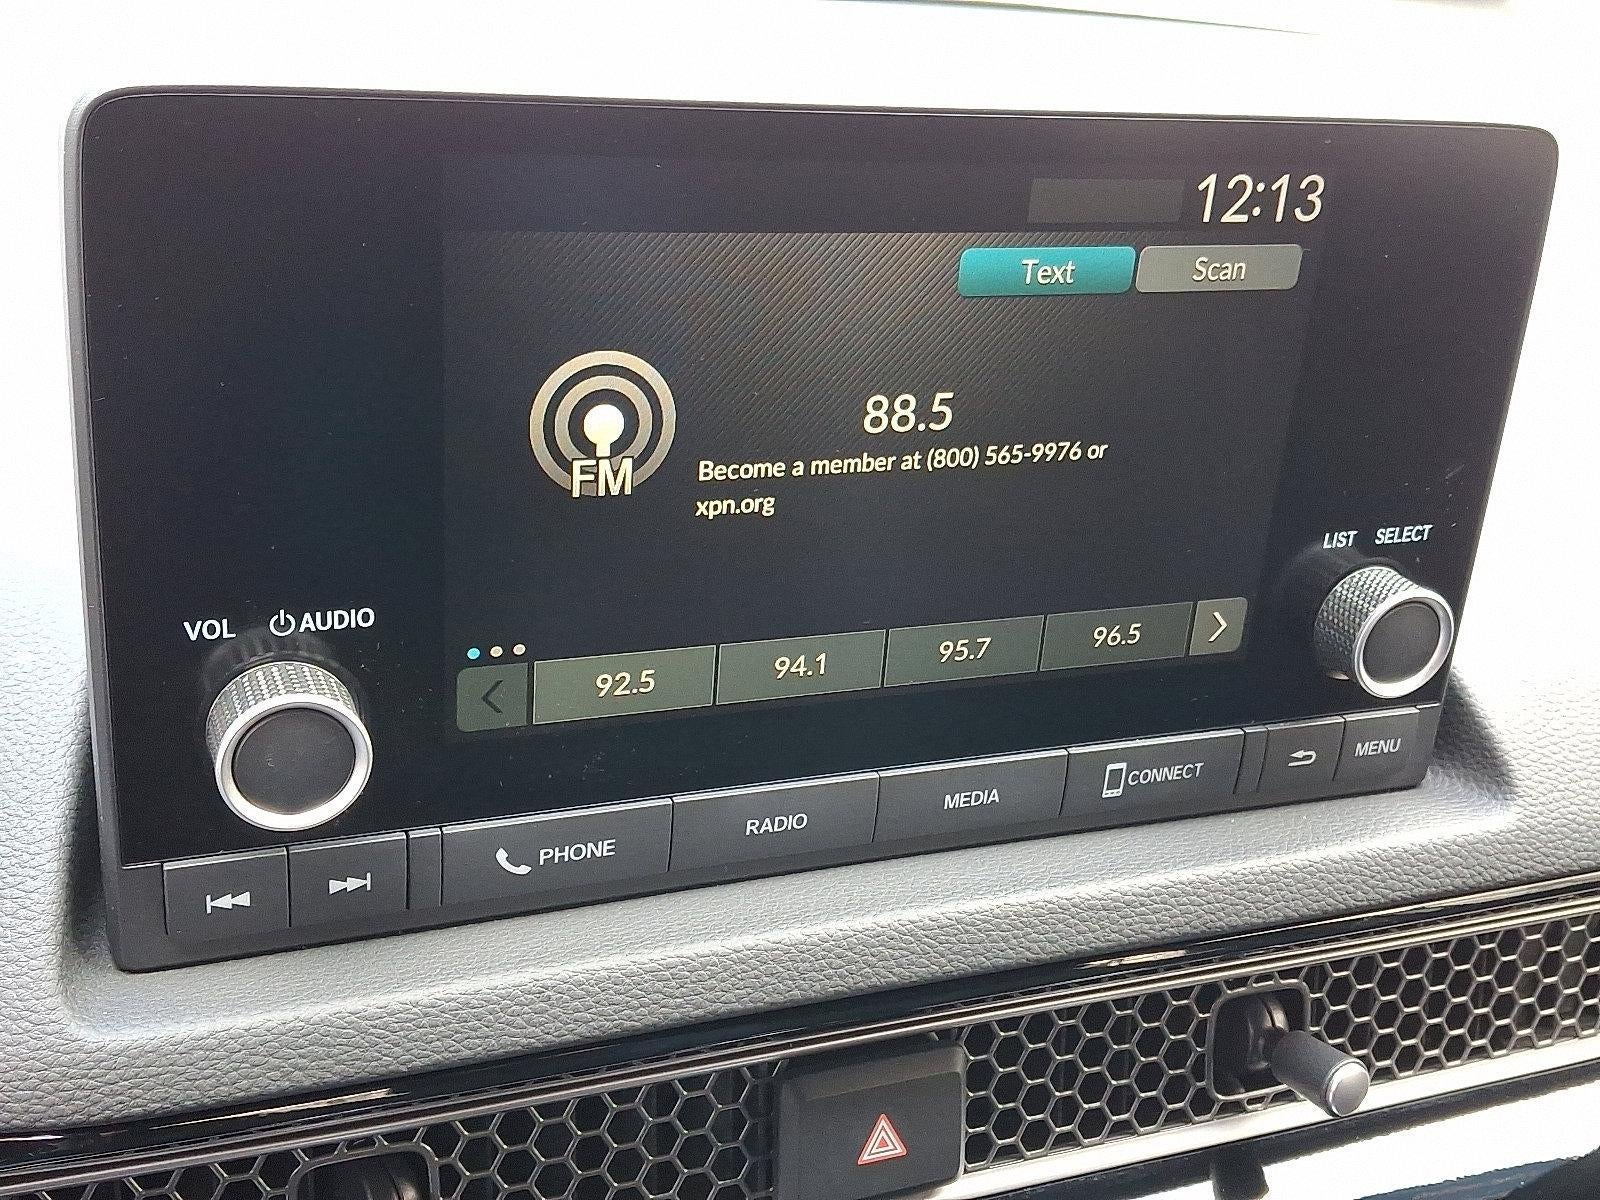 12:13
Text Scan
88.5
FM
Become a member at (800) 565-9976 or
xpn.org
LIST SELECT
VOL AUDIO
92.5 94.1 95.7 96.5
PHONE RADIO MEDIA CONNECT MENU